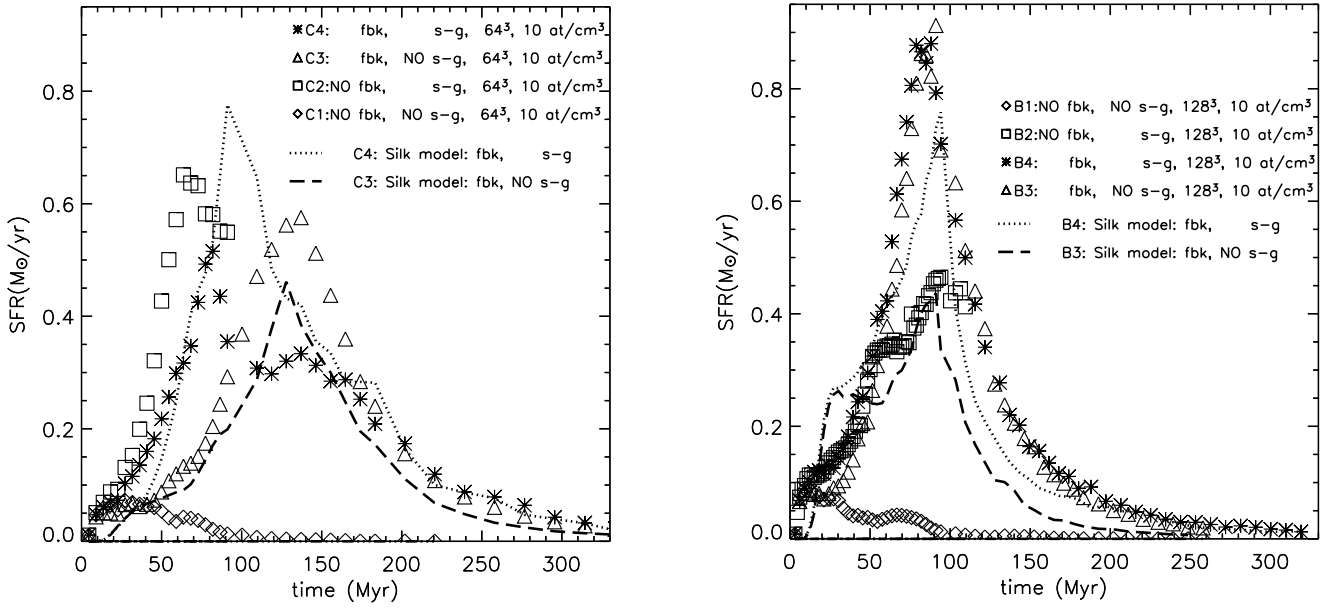 C4: fbk, s-g, 64³, 10 at/cm³
C3: fbk, NO s-g, 64³, 10 at/cm³
C2:NO fbk, s-g, 64³, 10 at/cm³
C1:NO fbk, NO s-g, 64³, 10 at/cm³
C4: Silk model: fbk, s-g
C3: Silk model: fbk, NO s-g
0.8
0.6
0.4
0.2
0.0
SFR(M⊙/yr)
0 50 100 150 200 250 300
time (Myr)
B1:NO fbk, NO s-g, 128³, 10 at/cm³
B2:NO fbk, s-g, 128³, 10 at/cm³
B4: fbk, s-g, 128³, 10 at/cm³
B3: fbk, NO s-g, 128³, 10 at/cm³
B4: Silk model: fbk, s-g
B3: Silk model: fbk, NO s-g
0.8
0.6
0.4
0.2
0.0
SFR(M⊙/yr)
0 50 100 150 200 250 300
time (Myr)